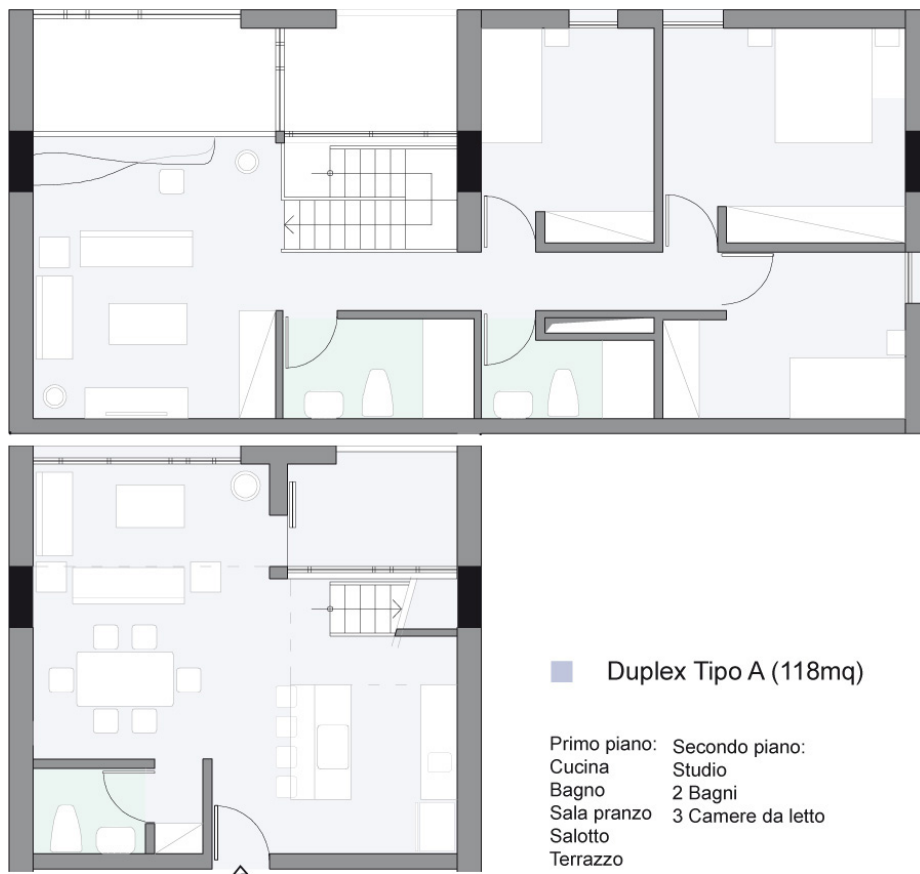 Duplex Tipo A (118mq)
Primo piano:
Cucina
Bagno
Sala pranzo
Salotto
Terrazzo
Secondo piano:
Studio
2 Bagni
3 Camere da letto